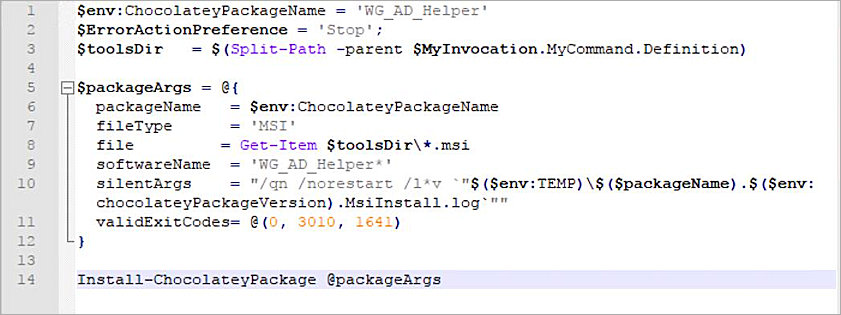 1 $env:ChocolateyPackageName = 'WG_AD_Helper'
2 $ErrorActionPreference = 'Stop';
3 $toolsDir   = $(Split-Path -parent $MyInvocation.MyCommand.Definition)
4
5 $packageArgs = @{
6   packageName   = $env:ChocolateyPackageName
7   fileType      = 'MSI'
8   file         = Get-Item $toolsDir\*.msi
9   softwareName  = 'WG_AD_Helper*'
10   silentArgs    = "/qn /norestart /l*v `"$($env:TEMP)\$($packageName).$($env:
chocolateyPackageVersion).MsiInstall.log`""
11   validExitCodes= @(0, 3010, 1641)
12 }
13
14 Install-ChocolateyPackage @packageArgs